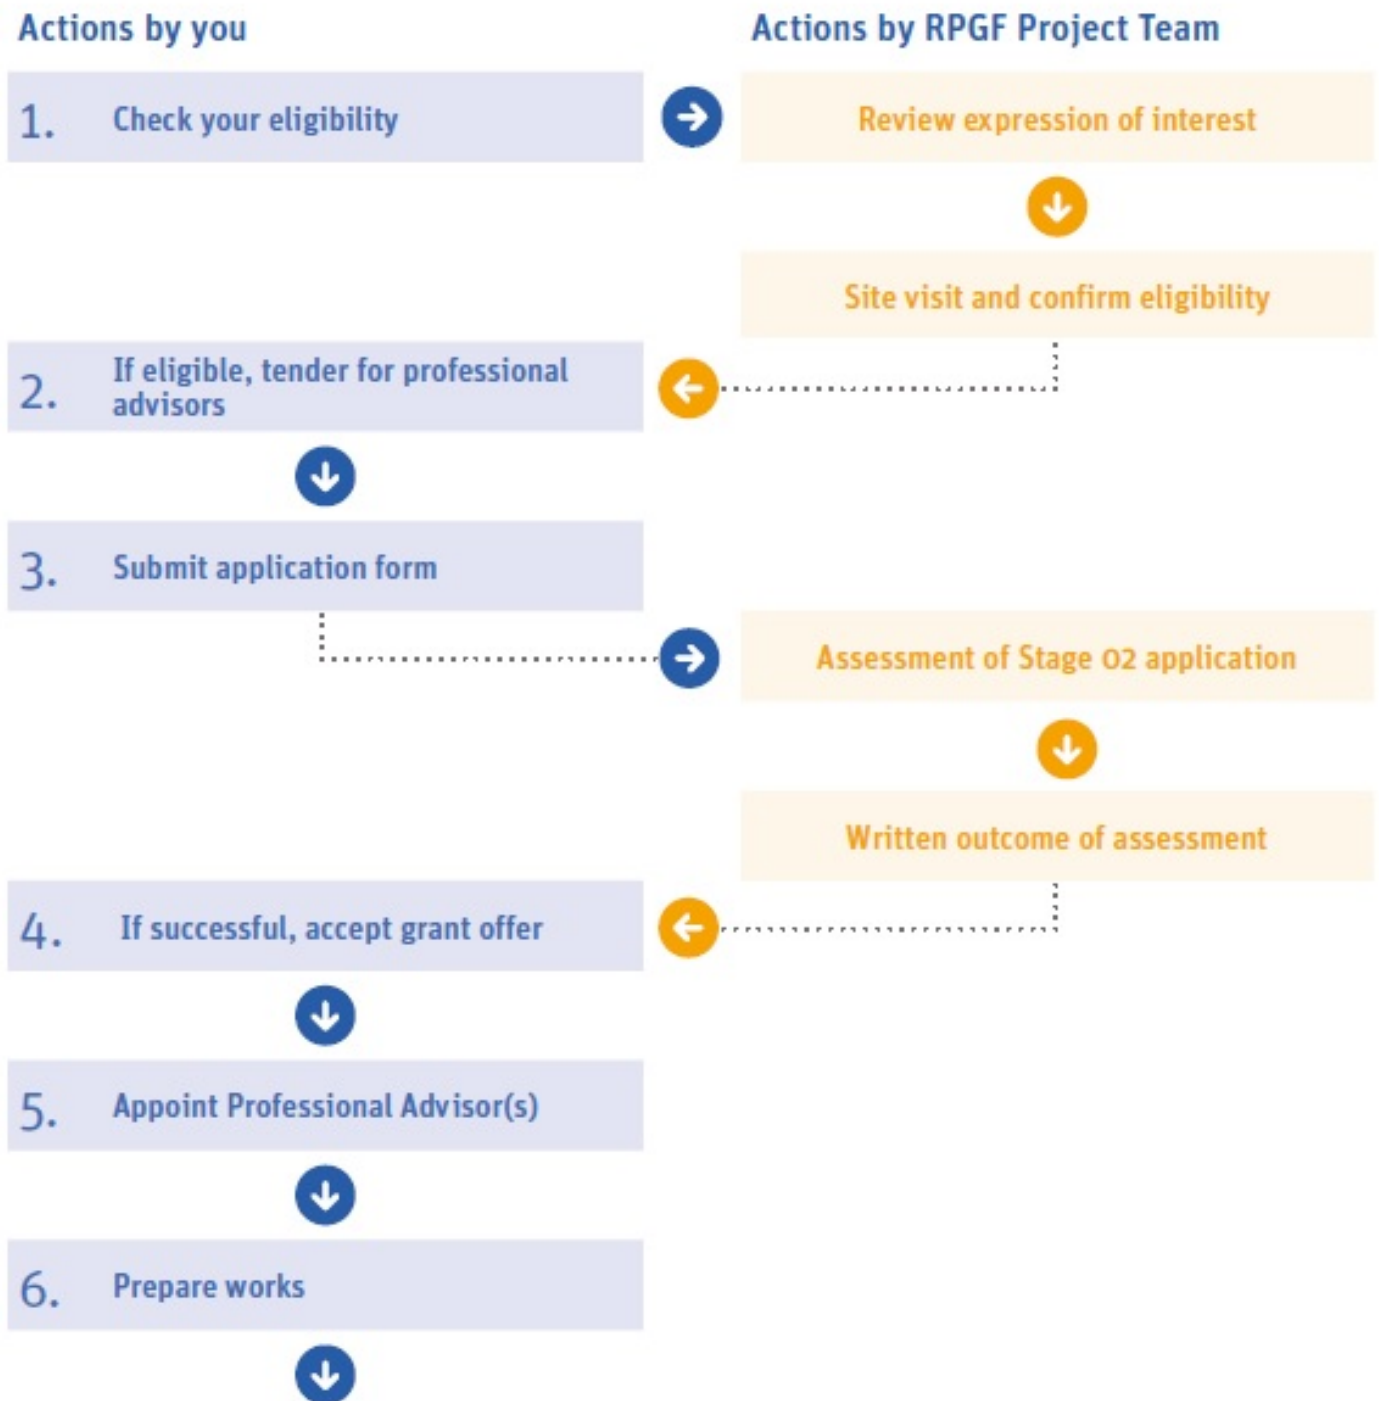 Actions by you
Actions by RPGF Project Team
1. Check your eligibility
Review expression of interest
Site visit and confirm eligibility
2. If eligible, tender for professional
advisors
3. Submit application form
Assessment of Stage 02 application
Written outcome of assessment
4. If successful, accept grant offer
5. Appoint Professional Advisor(s)
6. Prepare works